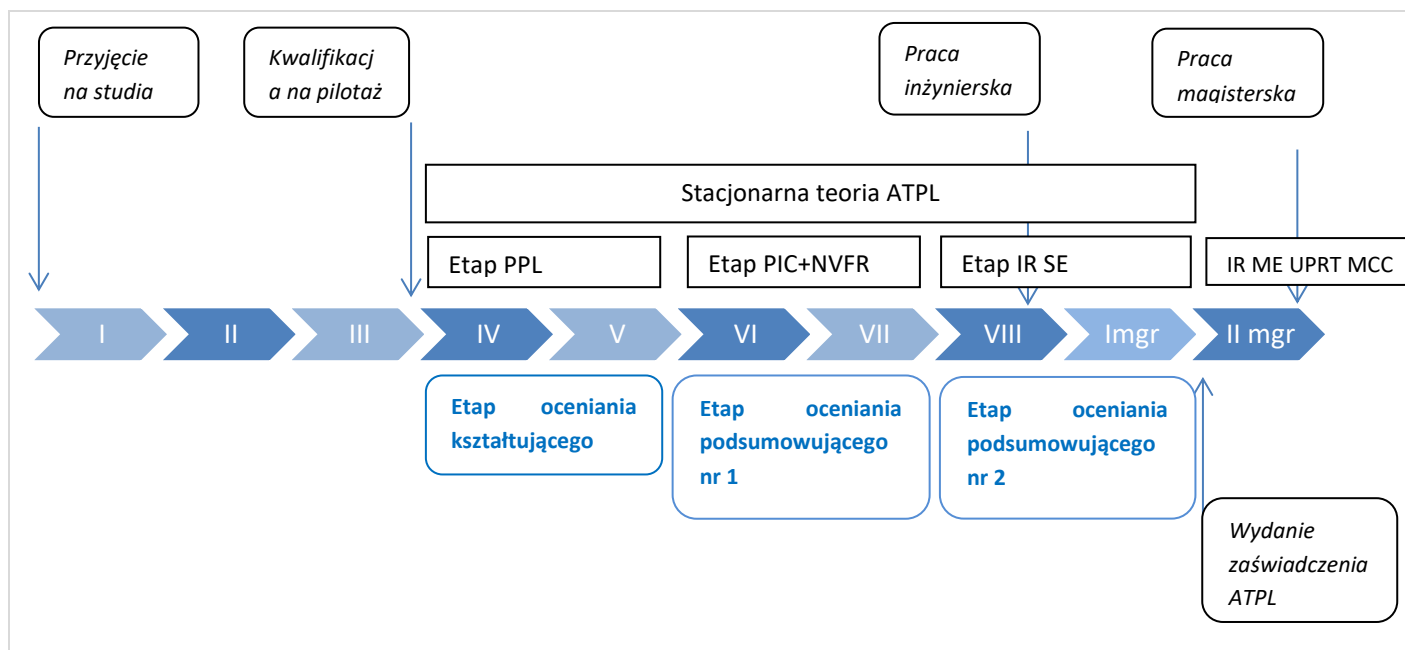 Przyjęcie
na studia
Kwalifikacj
a na pilotaż
Praca
inżynierska
Praca
magisterska
Stacjonarna teoria ATPL
Etap PPL
Etap PIC+NVFR
Etap IR SE
IR ME UPRT MCC
I
II
III
IV
V
VI
VII
VIII
Imgr
II mgr
Etap oceniania
kształtującego
Etap oceniania
podsumowującego
nr 1
Etap oceniania
podsumowującego
nr 2
Wydanie
zaświadczenia
ATPL